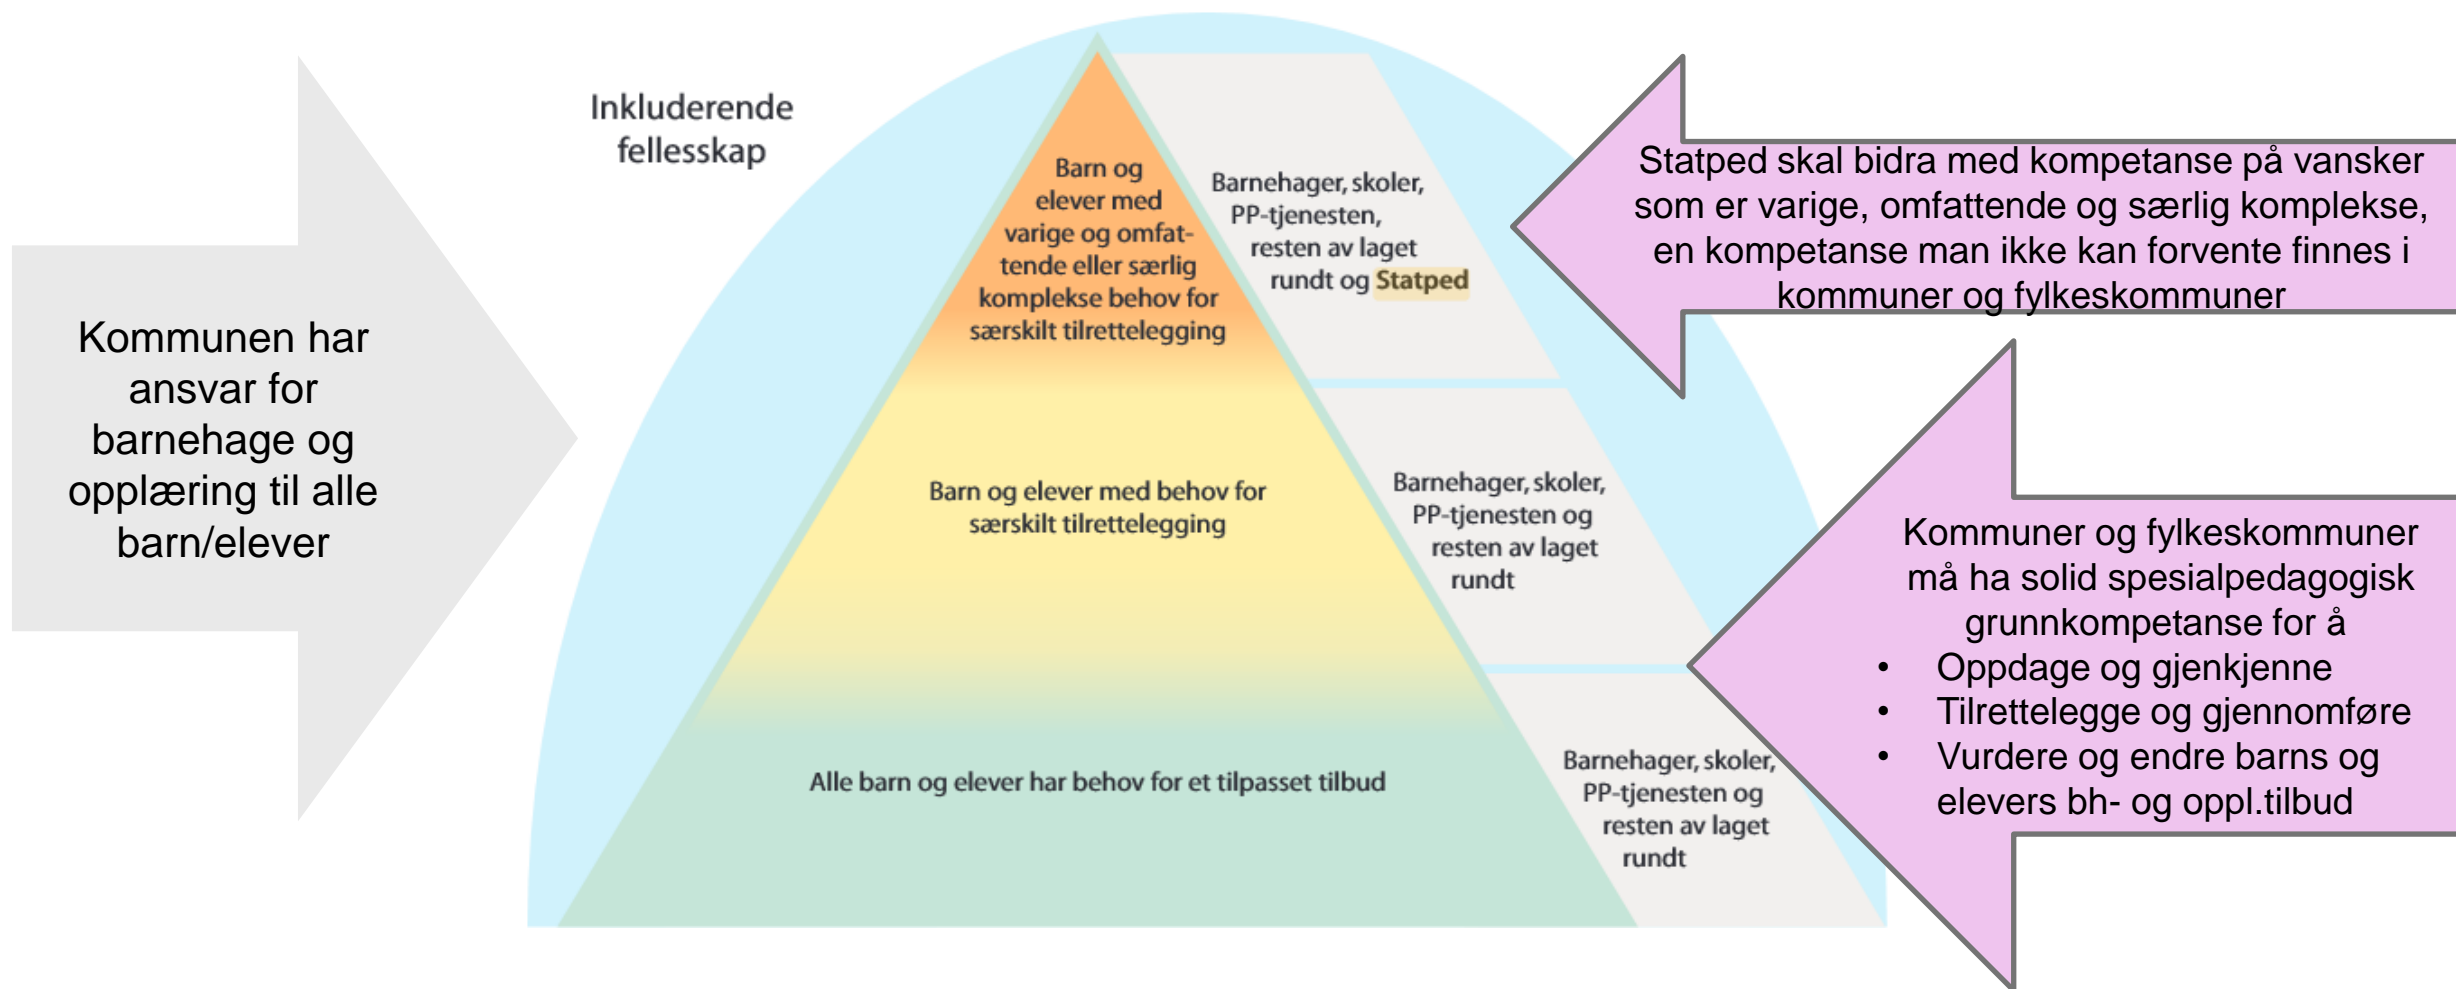 Kommunen har
ansvar for
barnehage og
opplæring til alle
barn/elever
Inkluderende
fellesskap
Barn og
elever med
varige og omfat-
tende eller særlig
komplekse behov for
særskilt tilrettelegging
Barnehager, skoler,
PP-tjenesten,
resten av laget
rundt og Statped
Statped skal bidra med kompetanse på vansker
som er varige, omfattende og særlig komplekse,
en kompetanse man ikke kan forvente finnes i
kommuner og fylkeskommuner
Barn og elever med behov for
særskilt tilrettelegging
Barnehager, skoler,
PP-tjenesten og
resten av laget
rundt
Alle barn og elever har behov for et tilpasset tilbud
Barnehager, skoler,
PP-tjenesten og
resten av laget
rundt
Kommuner og fylkeskommuner
må ha solid spesialpedagogisk
grunnkompetanse for å
• Oppdage og gjenkjenne
• Tilrettelegge og gjennomføre
• Vurdere og endre barns og
elevers bh- og oppl.tilbud